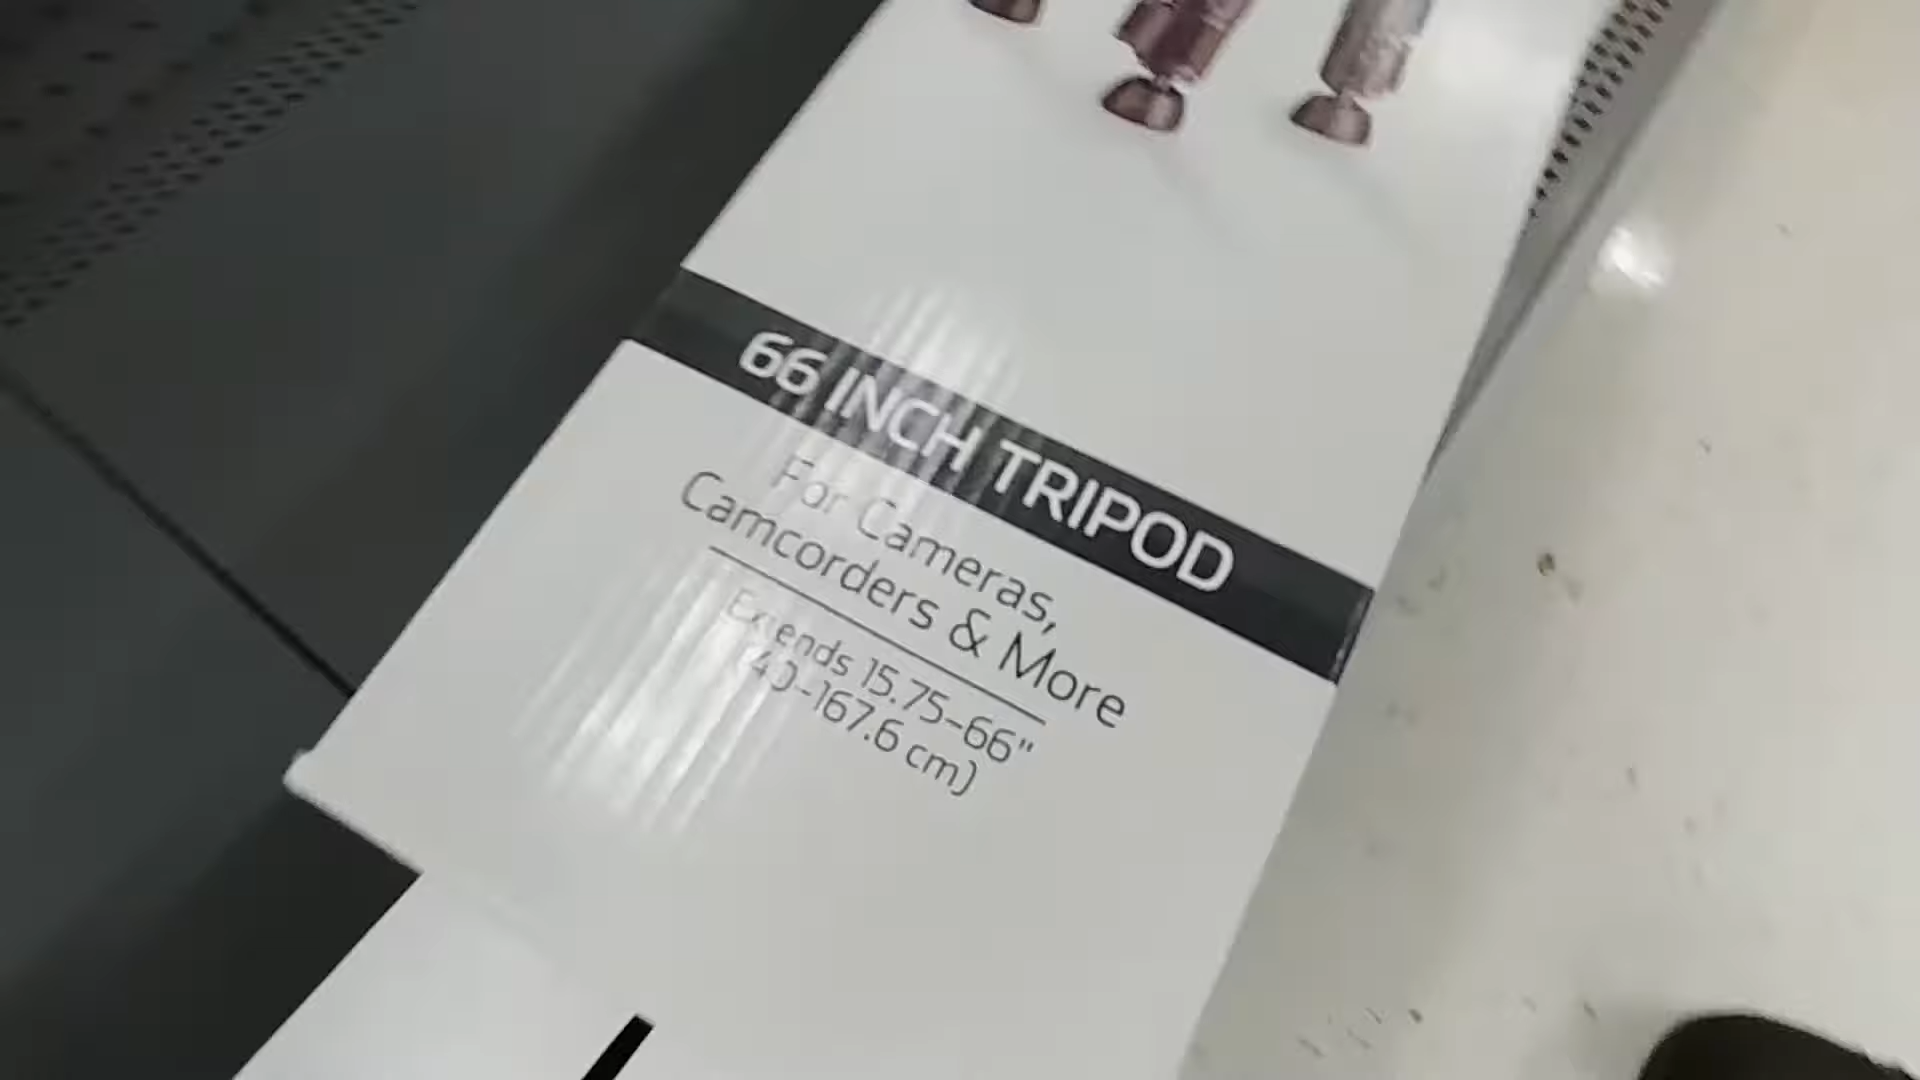 66 INCH TRIPOD
For Cameras,
Camcorders & More
Extends 15.75-66"
(40-167.6 cm)